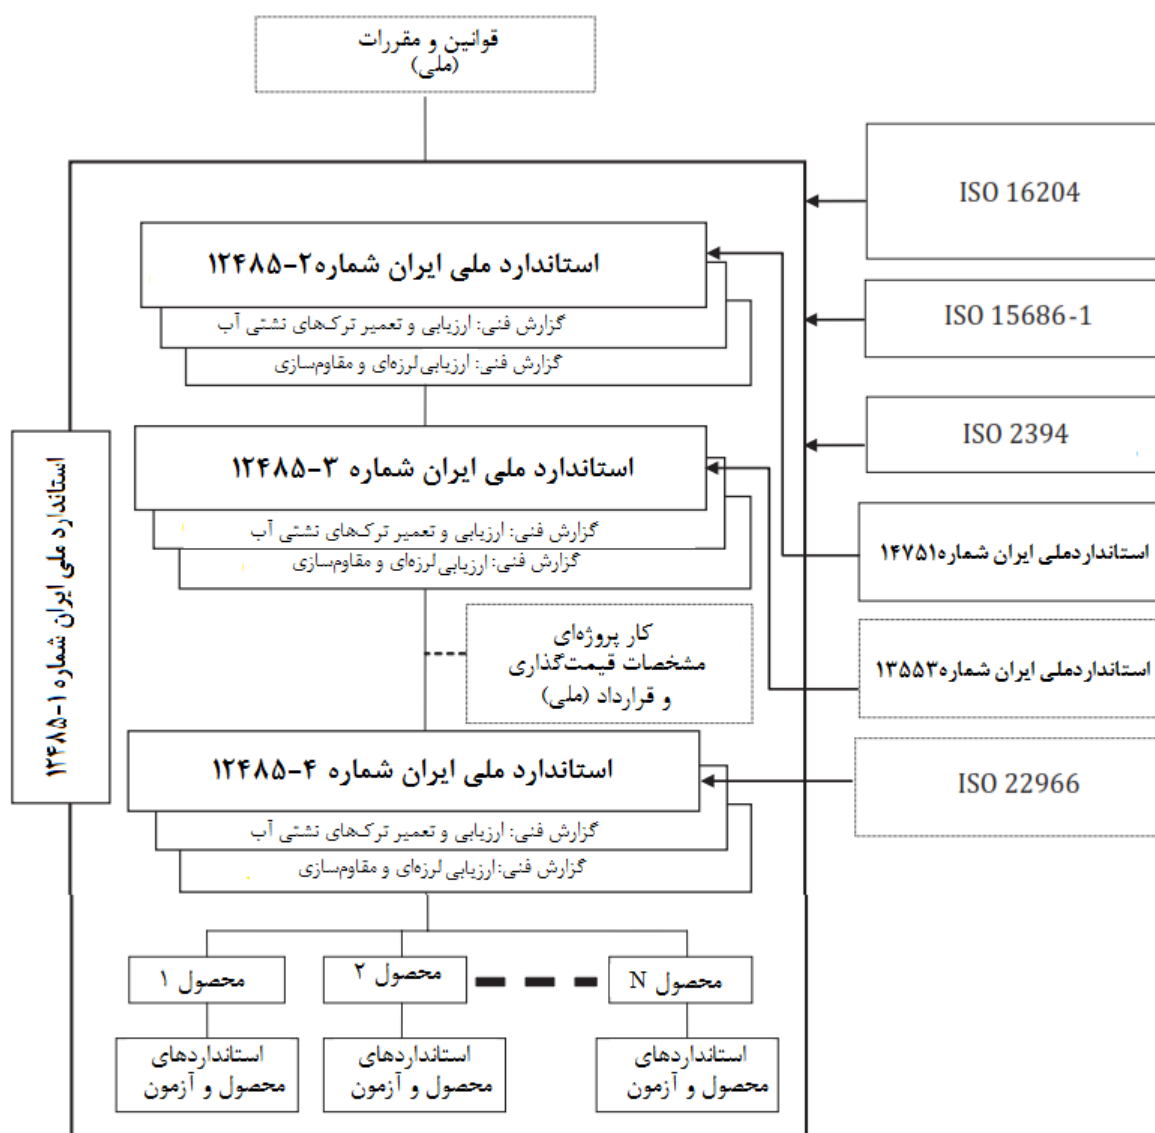 قوانین و مقررات
(ملی)
ISO 16204
استاندارد ملی ایران شماره۲-۱۲۴۸۵
گزارش فنی: ارزیابی و تعمیر ترک‌های نشتی آب
گزارش فنی: ارزیابی لرزه‌ای و مقاوم‌سازی
ISO 15686-1
ISO 2394
استاندارد ملی ایران شماره ۱-۱۲۴۸۵
استاندارد ملی ایران شماره ۳-۱۲۴۸۵
گزارش فنی: ارزیابی و تعمیر ترک‌های نشتی آب
گزارش فنی: ارزیابی لرزه‌ای و مقاوم‌سازی
استانداردملی ایران شماره۱۴۷۵۱
کار پروژه‌ای
مشخصات قیمت‌گذاری
و قرارداد (ملی)
استانداردملی ایران شماره۱۳۵۵۳
استاندارد ملی ایران شماره ۴-۱۲۴۸۵
گزارش فنی: ارزیابی و تعمیر ترک‌های نشتی آب
گزارش فنی:ارزیابی لرزه‌ای و مقاوم‌سازی
ISO 22966
محصول ۱
محصول ۲
محصول N
استانداردهای
محصول و آزمون
استانداردهای
محصول و آزمون
استانداردهای
محصول و آزمون